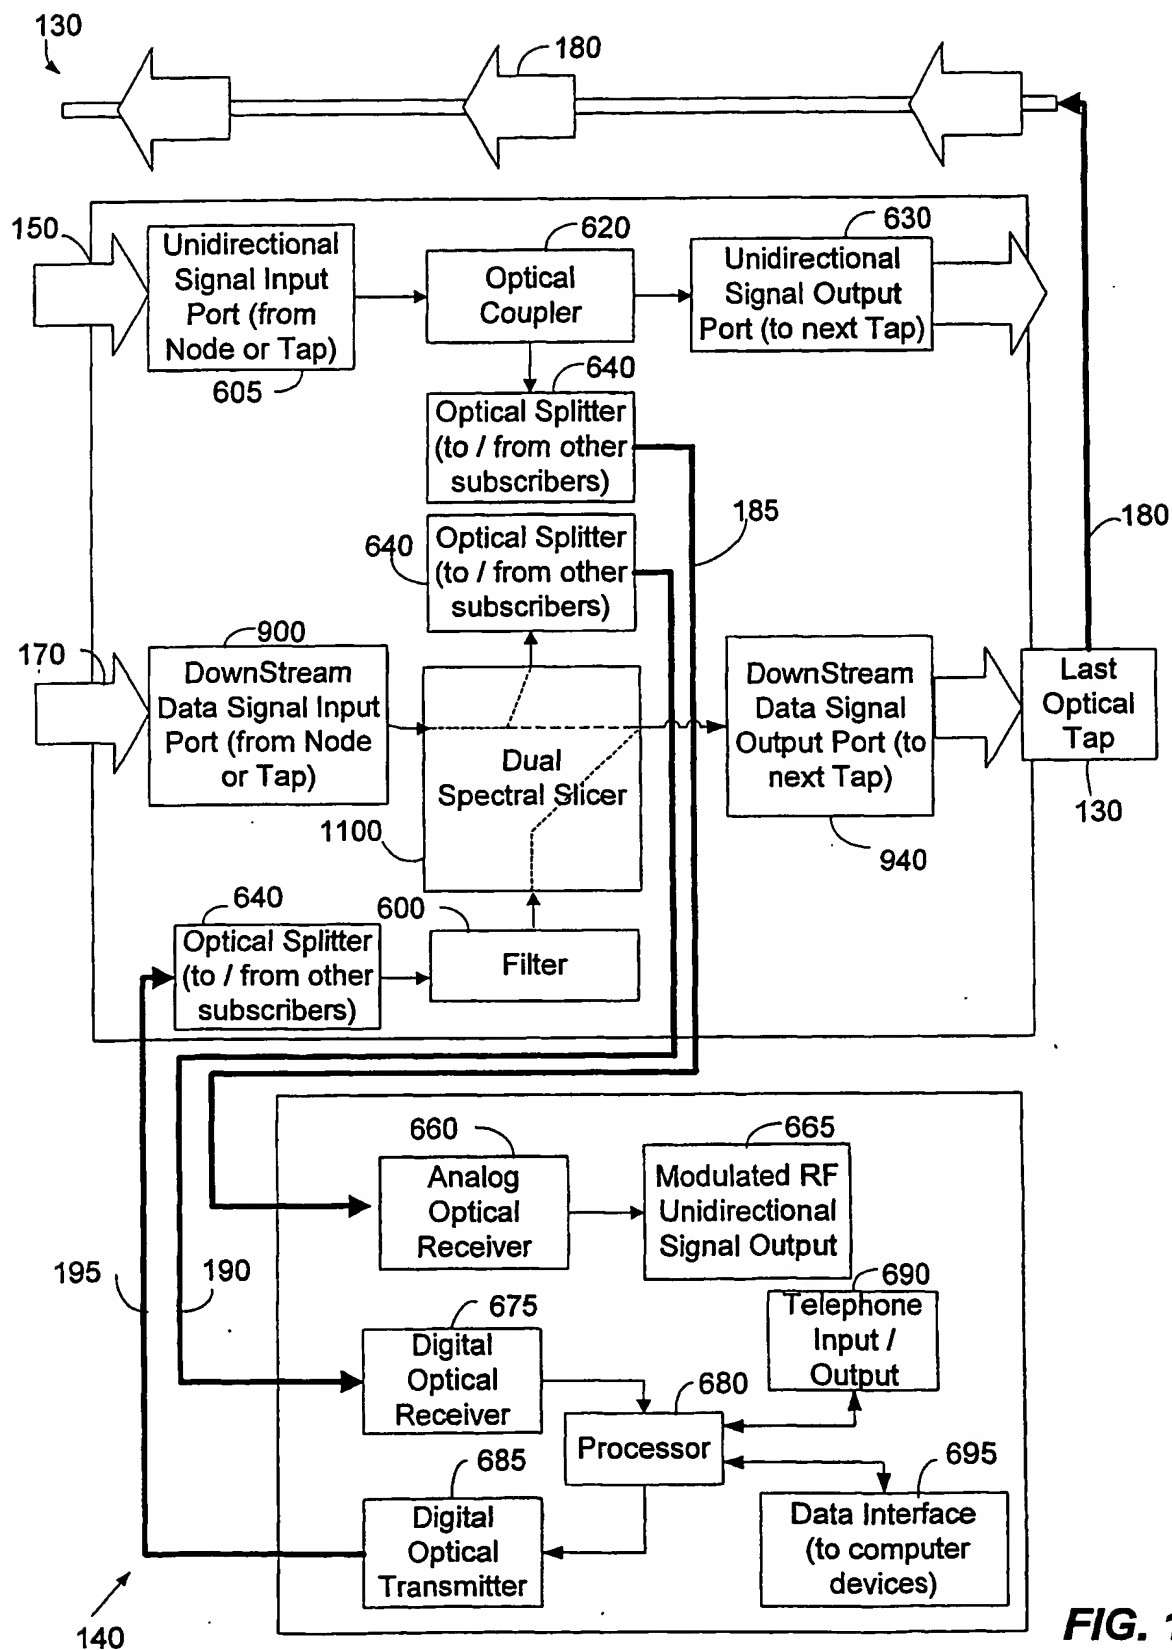 130
180
150
Unidirectional
Signal Input
Port (from
Node or Tap)
605
620
Optical
Coupler
630
Unidirectional
Signal Output
Port (to next Tap)
640
Optical Splitter
(to / from other
subscribers)
185
180
640
Optical Splitter
(to / from other
subscribers)
170
900
DownStream
Data Signal Input
Port (from Node
or Tap)
Dual
Spectral Slicer
1100
DownStream
Data Signal
Output Port (to
next Tap)
940
Last
Optical
Tap
130
640
Optical Splitter
(to / from other
subscribers)
600
Filter
660
Analog
Optical
Receiver
665
Modulated RF
Unidirectional
Signal Output
195
190
675
Digital
Optical
Receiver
680
Processor
690
Telephone
Input /
Output
685
Digital
Optical
Transmitter
695
Data Interface
(to computer
devices)
140
FIG.